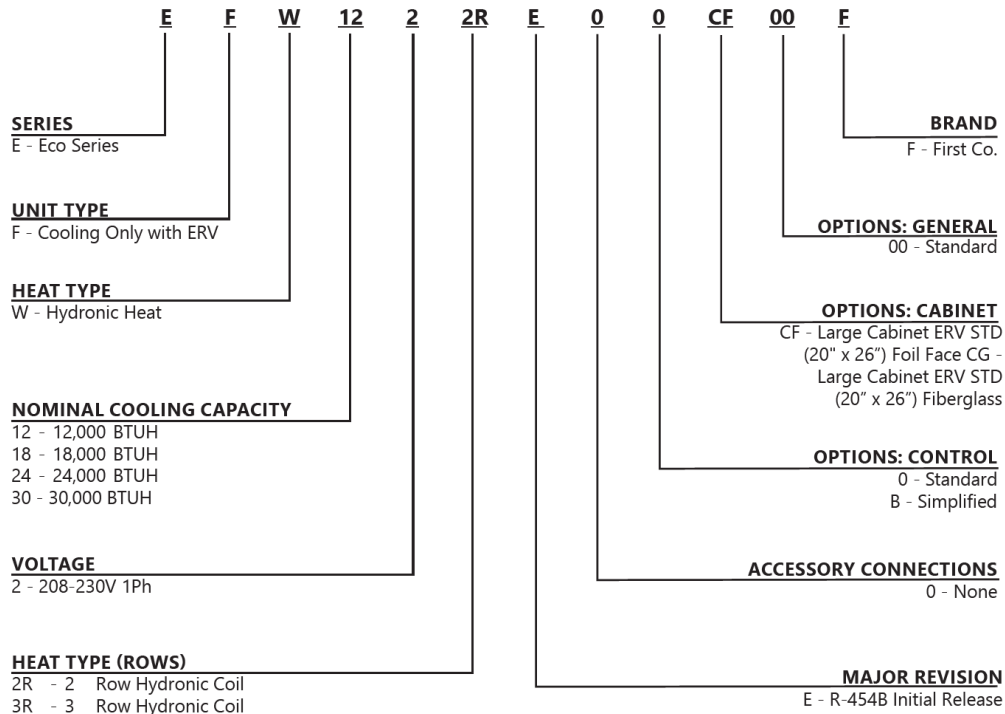 E F W 12 2 2R E 0 0 CF 00 F
SERIES
E - Eco Series
UNIT TYPE
F - Cooling Only with ERV
HEAT TYPE
W - Hydronic Heat
NOMINAL COOLING CAPACITY
12 - 12,000 BTUH
18 - 18,000 BTUH
24 - 24,000 BTUH
30 - 30,000 BTUH
VOLTAGE
2 - 208-230V 1Ph
HEAT TYPE (ROWS)
2R - 2 Row Hydronic Coil
3R - 3 Row Hydronic Coil
BRAND
F - First Co.
OPTIONS: GENERAL
00 - Standard
OPTIONS: CABINET
CF - Large Cabinet ERV STD
(20" x 26”) Foil Face CG -
Large Cabinet ERV STD
(20” x 26”) Fiberglass
OPTIONS: CONTROL
0 - Standard
B - Simplified
ACCESSORY CONNECTIONS
0 - None
MAJOR REVISION
E - R-454B Initial Release